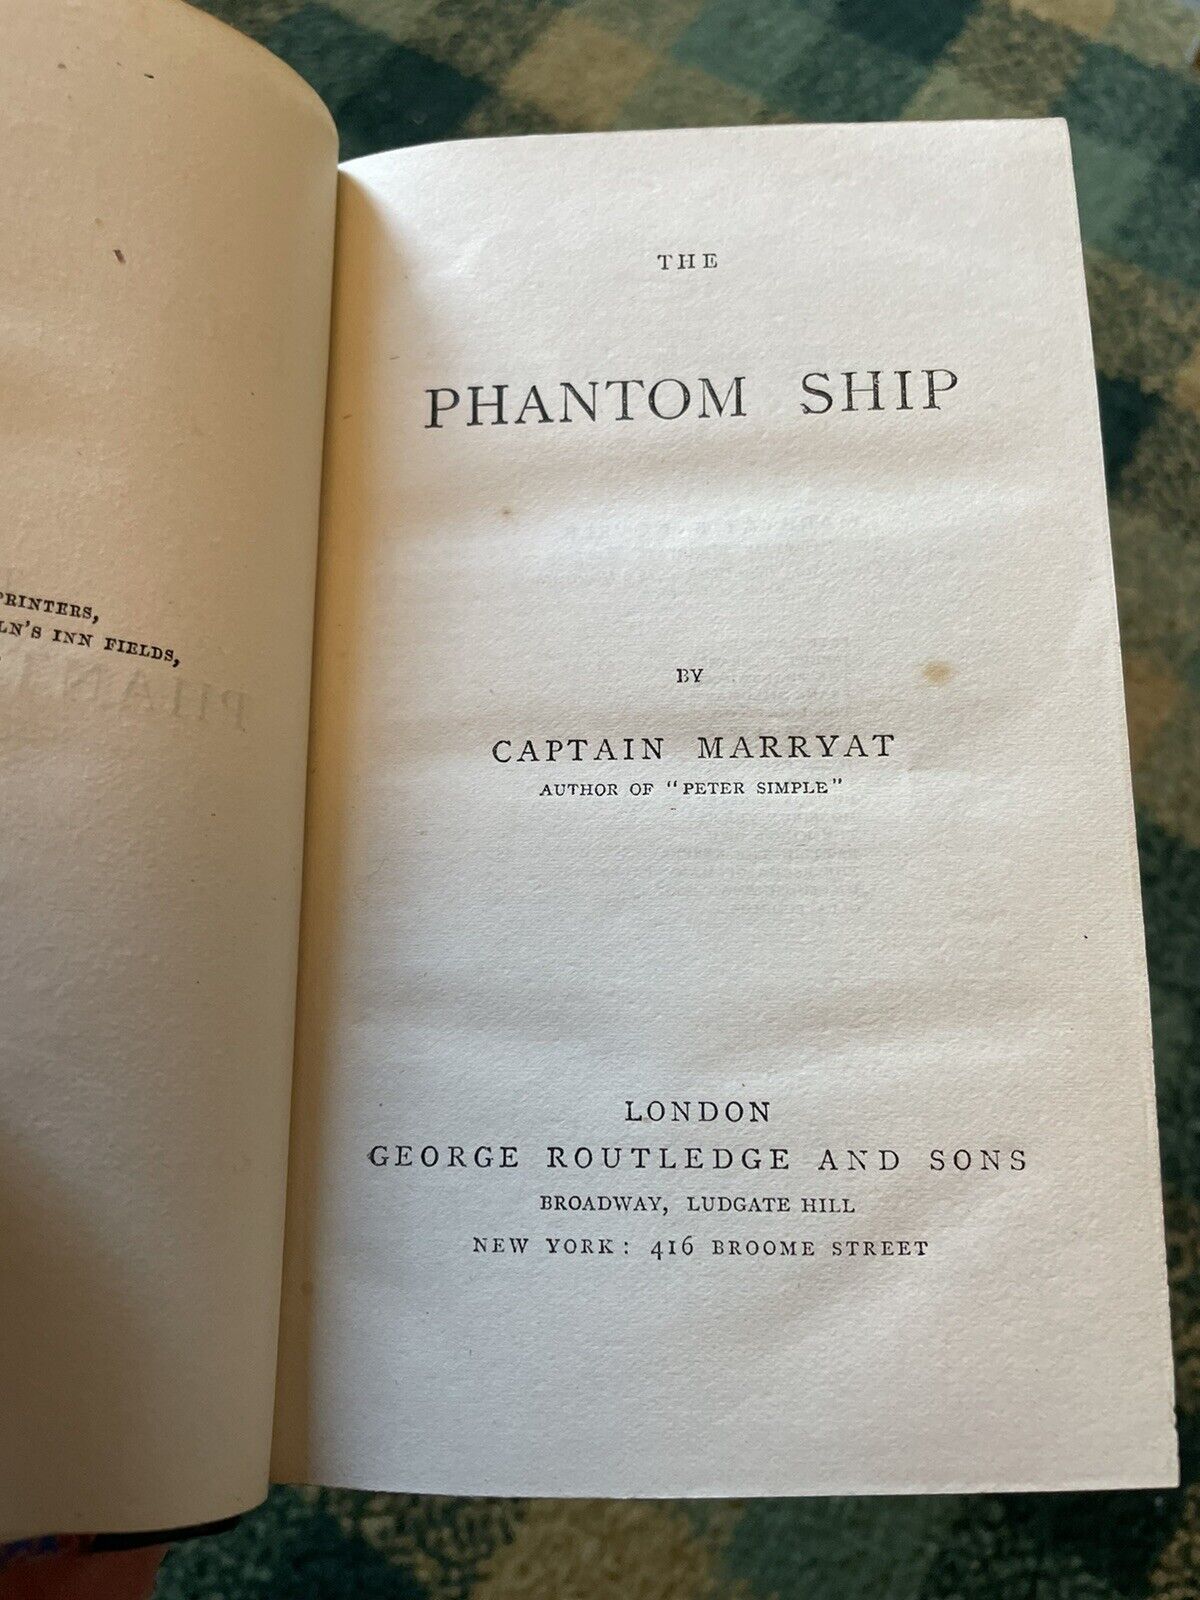 PRINTERS,
LN'S INN FIELDS,
THE
PHANTOM SHIP
BY
CAPTAIN MARRYAT
AUTHOR OF "PETER SIMPLE"
LONDON
GEORGE ROUTLEDGE AND SONS
BROADWAY, LUDGATE HILL
NEW YORK: 416 BROOME STREET